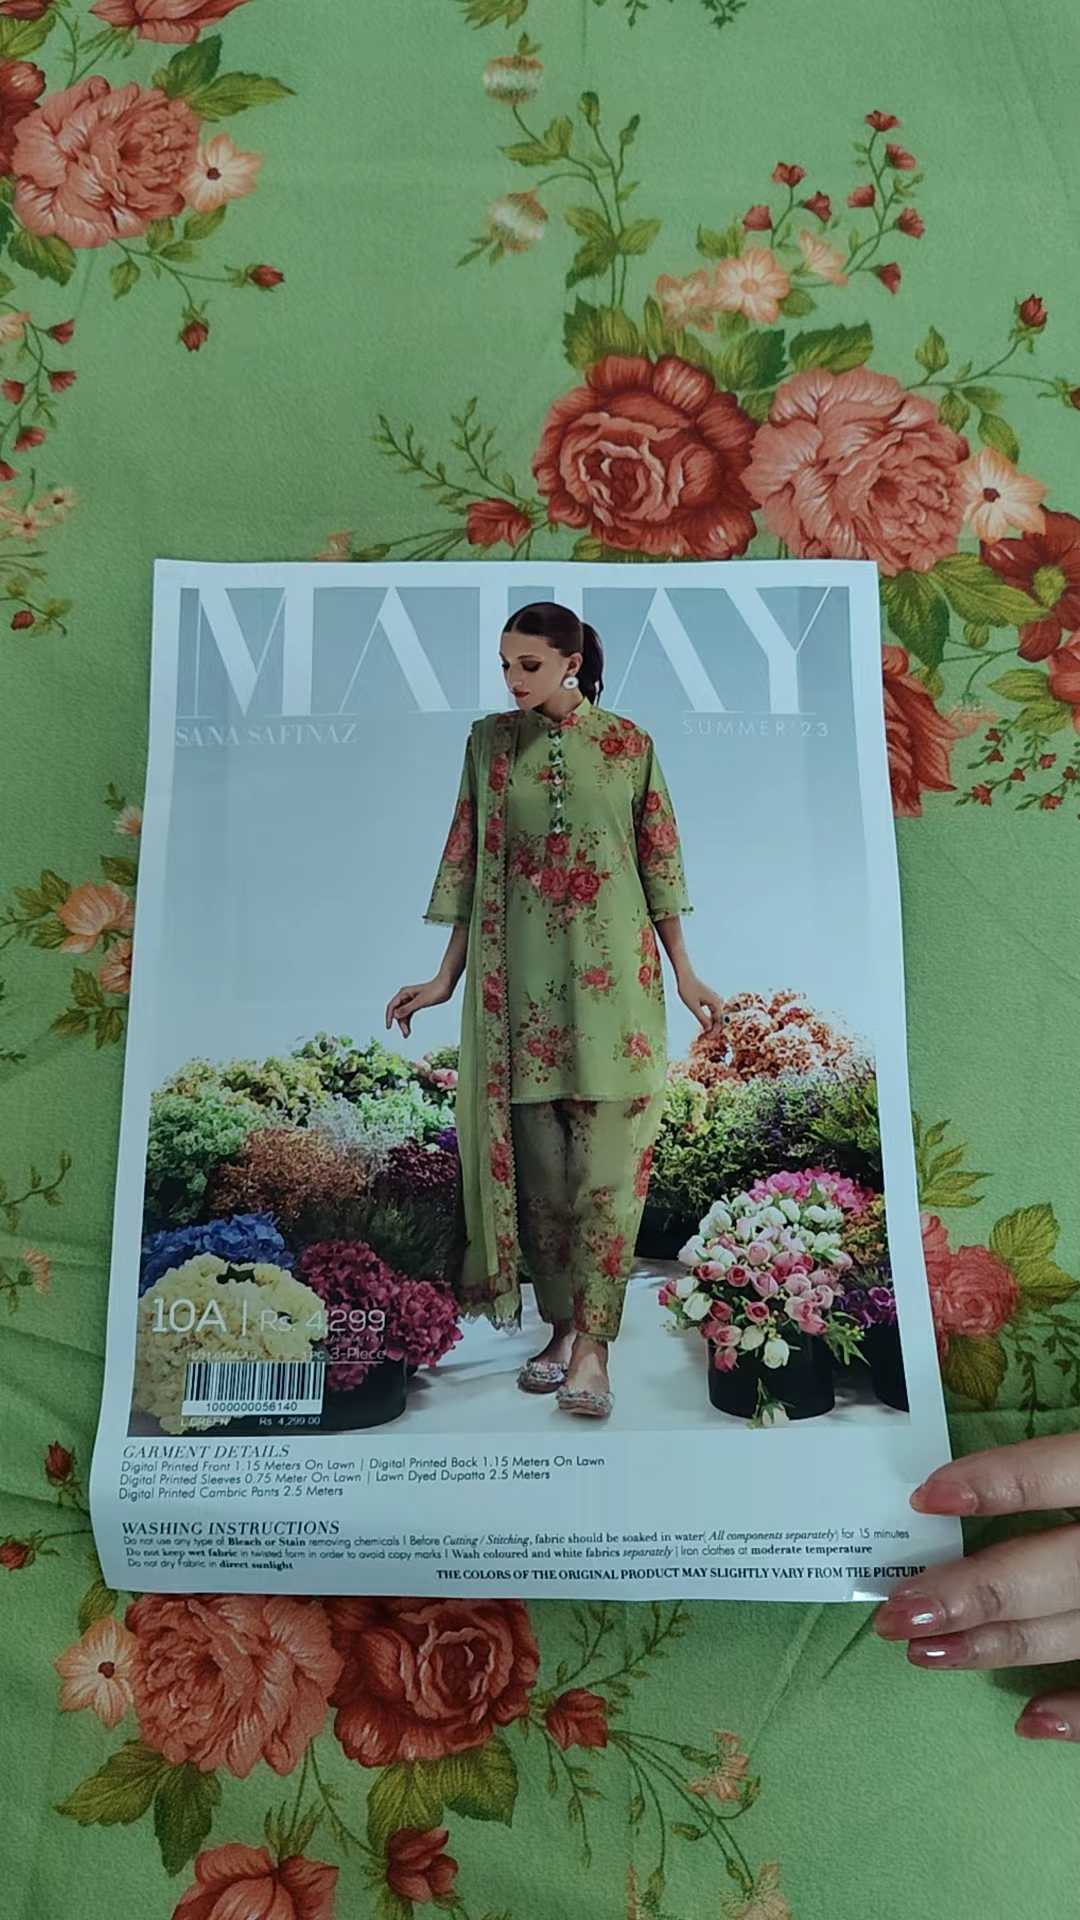 MAHAY
SANA SAFINAZ
SUMMER'23
10A | Rs. 4,299
3-Piece
1000000056140
L.GREEN Rs 4,299.00
GARMENT DETAILS
Digital Printed Front 1.15 Meters On Lawn | Digital Printed Back 1.15 Meters On Lawn
Digital Printed Sleeves 0.75 Meter On Lawn | Lawn Dyed Dupatta 2.5 Meters
Digital Printed Cambric Pants 2.5 Meters
WASHING INSTRUCTIONS
Do not use any type of Bleach or Stain removing chemicals | Before Cutting / Stitching, fabric should be soaked in water( All components separately) for 15 minutes
Do not keep wet fabric in twisted form in order to avoid copy marks | Wash coloured and white fabrics separately | Iron clothes at moderate temperature
Do not dry Fabric in direct sunlight
THE COLORS OF THE ORIGINAL PRODUCT MAY SLIGHTLY VARY FROM THE PICTURE